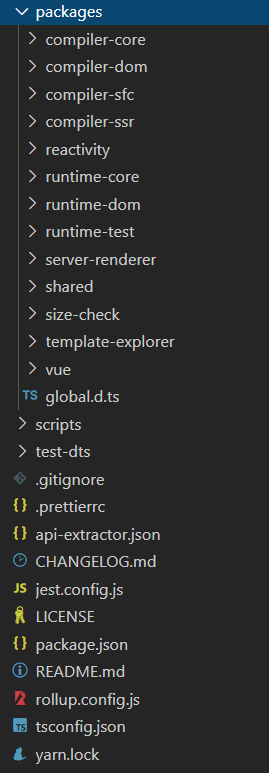 packages
compiler-core
compiler-dom
compiler-sfc
compiler-ssr
reactivity
runtime-core
runtime-dom
runtime-test
server-renderer
shared
size-check
template-explorer
vue
TS global.d.ts
scripts
test-dts
.gitignore
{} .prettierrc
{} api-extractor.json
CHANGELOG.md
JS jest.config.js
LICENSE
{} package.json
README.md
rollup.config.js
TS tsconfig.json
yarn.lock